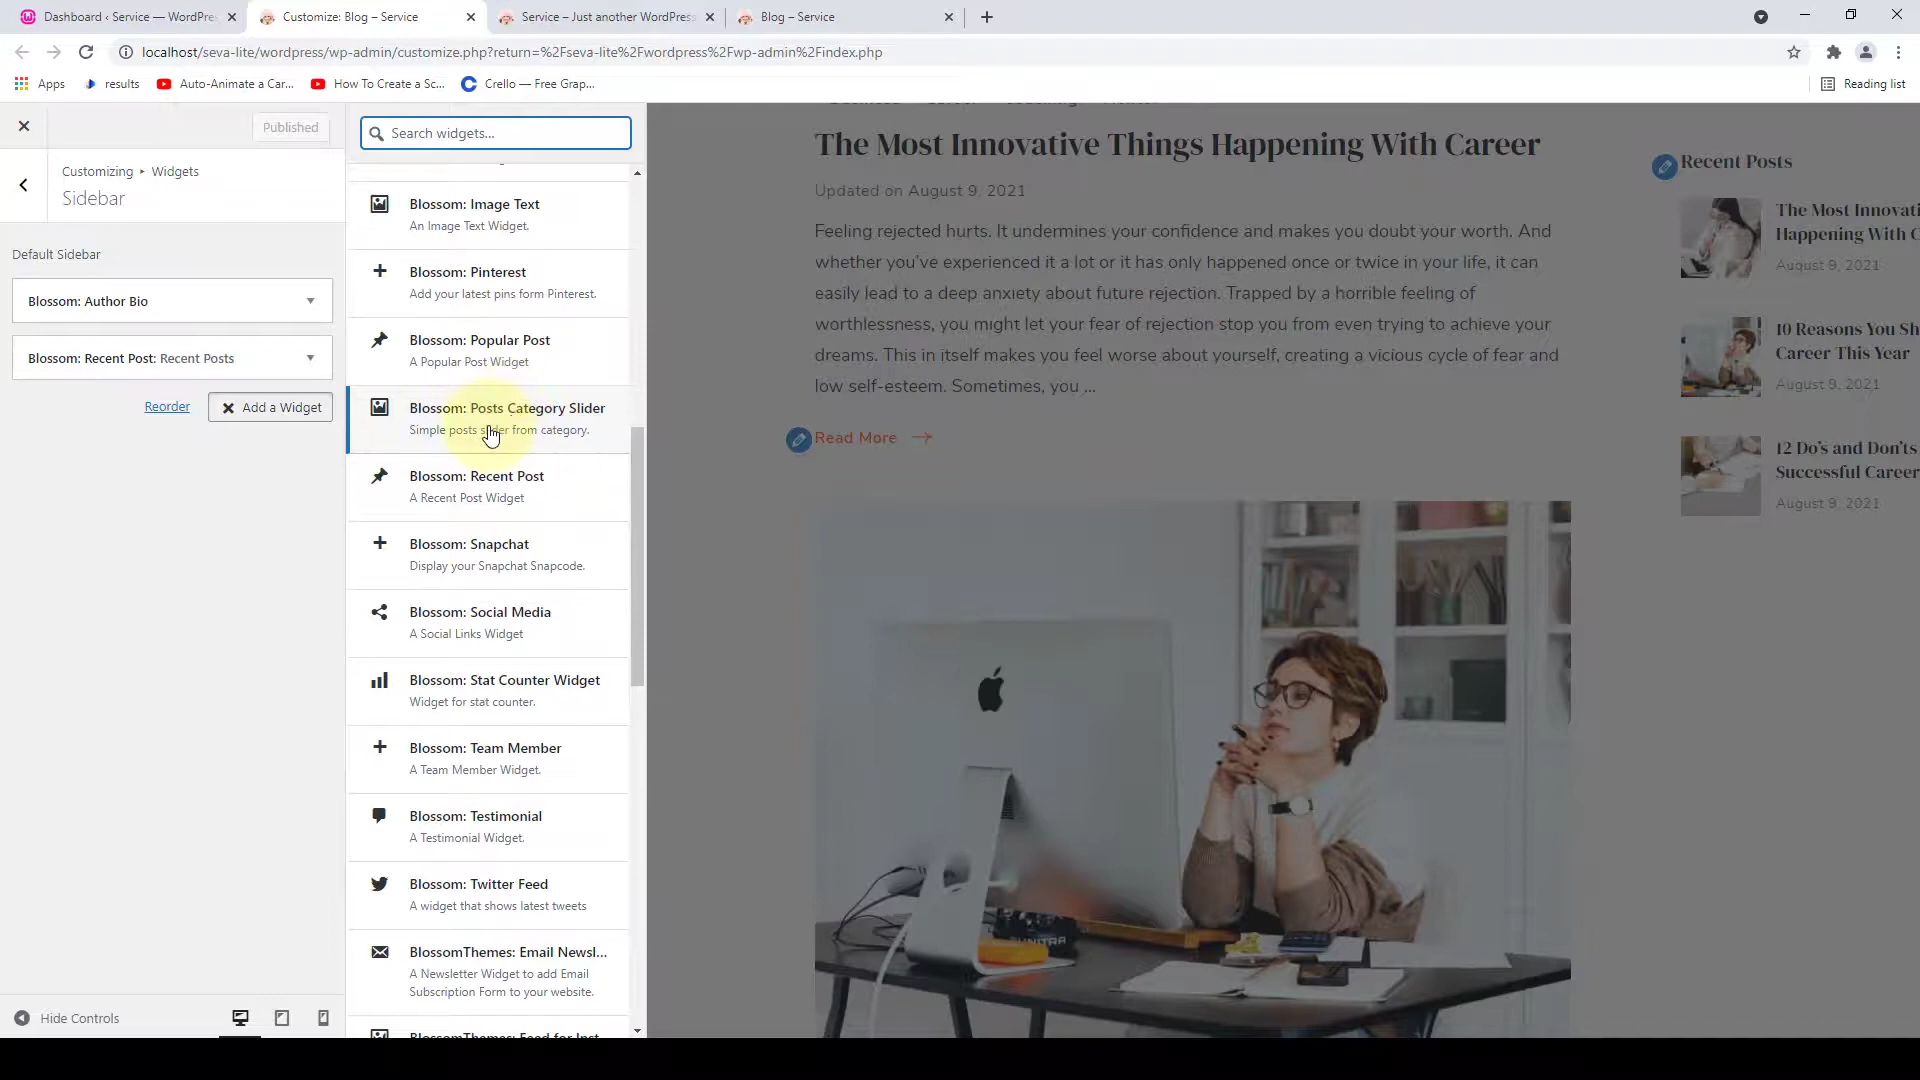 Dashboard ‹ Service — WordPre
Customize: Blog – Service
Service – Just another WordPress
Blog – Service
localhost/seva-lite/wordpress/wp-admin/customize.php?return=%2Fseva-lite%2Fwordpress%2Fwp-admin%2Findex.php
Apps
results
Auto-Animate a Car...
How To Create a Sc...
Crello — Free Grap...
Reading list
Published
Customizing ▸ Widgets
Sidebar
Default Sidebar
Blossom: Author Bio
Blossom: Recent Post: Recent Posts
Reorder
Add a Widget
Hide Controls
Search widgets...
Blossom: Image Text
An Image Text Widget.
Blossom: Pinterest
Add your latest pins form Pinterest.
Blossom: Popular Post
A Popular Post Widget
Blossom: Posts Category Slider
Simple posts slider from category.
Blossom: Recent Post
A Recent Post Widget
Blossom: Snapchat
Display your Snapchat Snapcode.
Blossom: Social Media
A Social Links Widget
Blossom: Stat Counter Widget
Widget for stat counter.
Blossom: Team Member
A Team Member Widget.
Blossom: Testimonial
A Testimonial Widget.
Blossom: Twitter Feed
A widget that shows latest tweets
BlossomThemes: Email Newsl...
A Newsletter Widget to add Email
Subscription Form to your website.
BlossomThemes: Feed for Inst
The Most Innovative Things Happening With Career
Updated on August 9, 2021
Feeling rejected hurts. It undermines your confidence and makes you doubt your worth. And
whether you've experienced it a lot or it has only happened once or twice in your life, it can
easily lead to a deep anxiety about future rejection. Trapped by a horrible feeling of
worthlessness, you might let your fear of rejection stop you from even trying to achieve your
dreams. This in itself makes you feel worse about yourself, creating a vicious cycle of fear and
low self-esteem. Sometimes, you ...
Read More
Recent Posts
The Most Innovati
Happening With C
August 9, 2021
10 Reasons You Sh
Career This Year
August 9, 2021
12 Do's and Don'ts
Successful Career
August 9, 2021